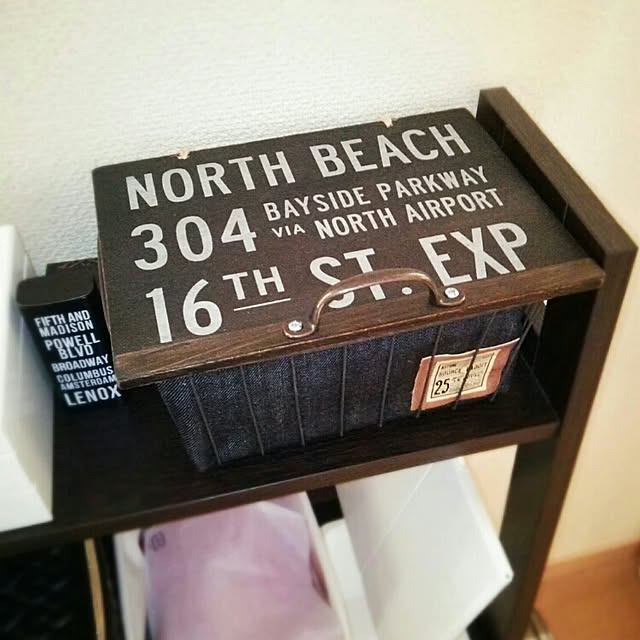 NORTH BEACH
304 BAYSIDE PARKWAY
VIA NORTH AIRPORT
16TH ST. EXP
FIFTH AND
MADISON
POWELL
BLVD
BROADWAY
COLUMBUS
AMSTERDAM
LENOX
25